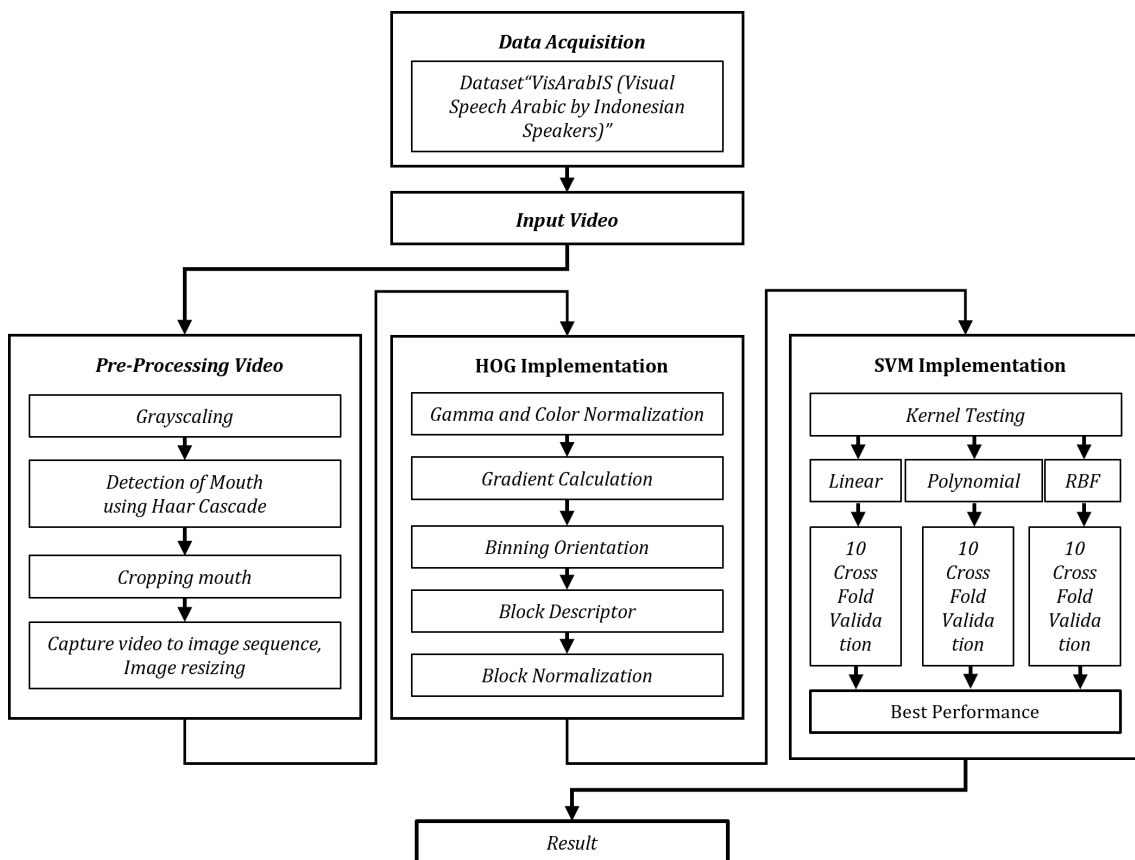 Data Acquisition
Dataset“VisArabIS (Visual
Speech Arabic by Indonesian
Speakers)”
Input Video
Pre-Processing Video
Grayscaling
Detection of Mouth
using Haar Cascade
Cropping mouth
Capture video to image sequence,
Image resizing
HOG Implementation
Gamma and Color Normalization
Gradient Calculation
Binning Orientation
Block Descriptor
Block Normalization
SVM Implementation
Kernel Testing
Linear
Polynomial
RBF
10
Cross
Fold
Valida
tion
10
Cross
Fold
Valida
tion
10
Cross
Fold
Valida
tion
Best Performance
Result